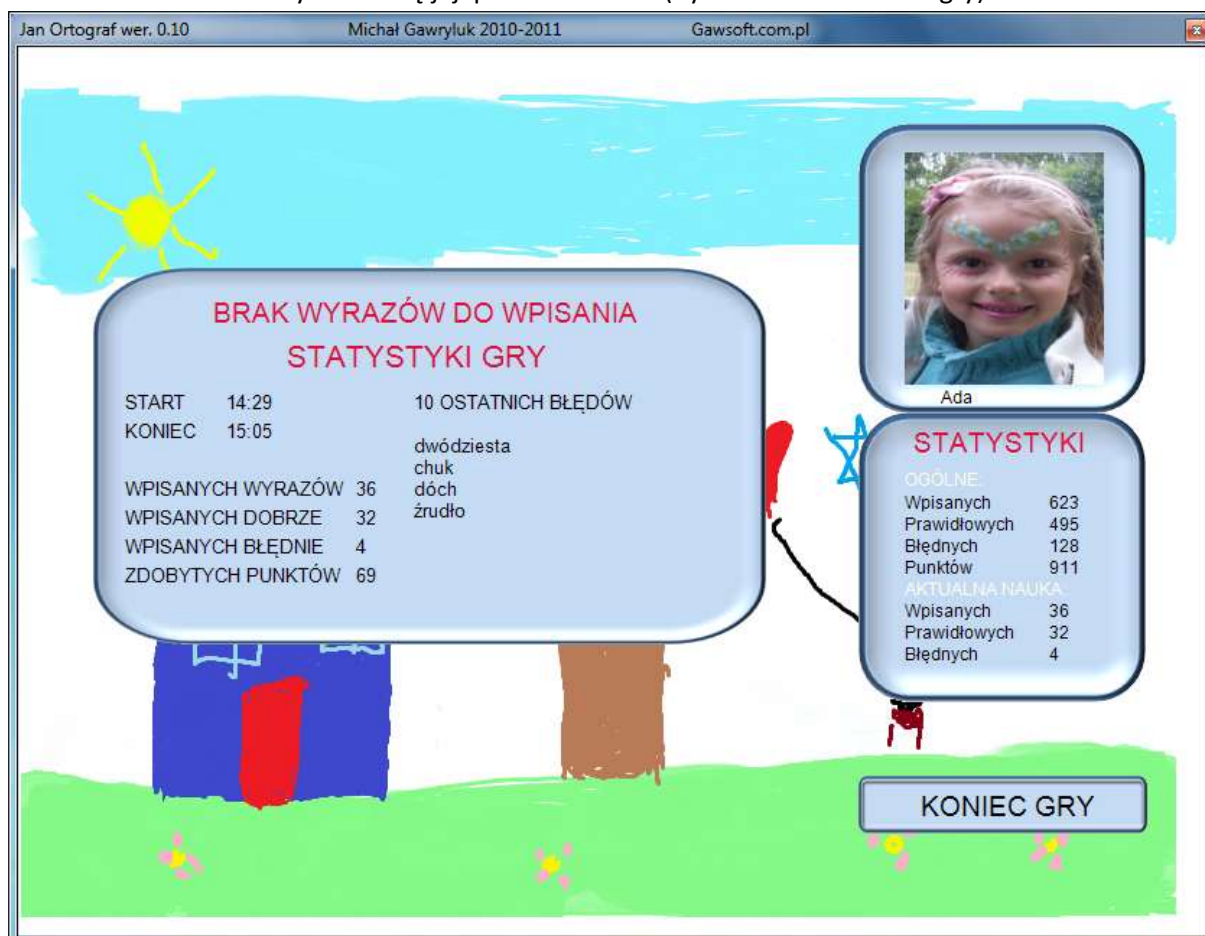 Jan Ortograf wer. 0.10 Michał Gawryluk 2010-2011 Gawsoft.com.pl
BRAK WYRAZÓW DO WPISANIA
STATYSTYKI GRY
START 14:29
KONIEC 15:05
WPISANYCH WYRAZÓW 36
WPISANYCH DOBRZE 32
WPISANYCH BŁĘDNIE 4
ZDOBYTYCH PUNKTÓW 69
10 OSTATNICH BŁĘDÓW
dwódziesta
chuk
dóch
źrudło
Ada
STATYSTYKI
OGÓLNE:
Wpisanych 623
Prawidłowych 495
Błędnych 128
Punktów 911
AKTUALNA NAUKA:
Wpisanych 36
Prawidłowych 32
Błędnych 4
KONIEC GRY